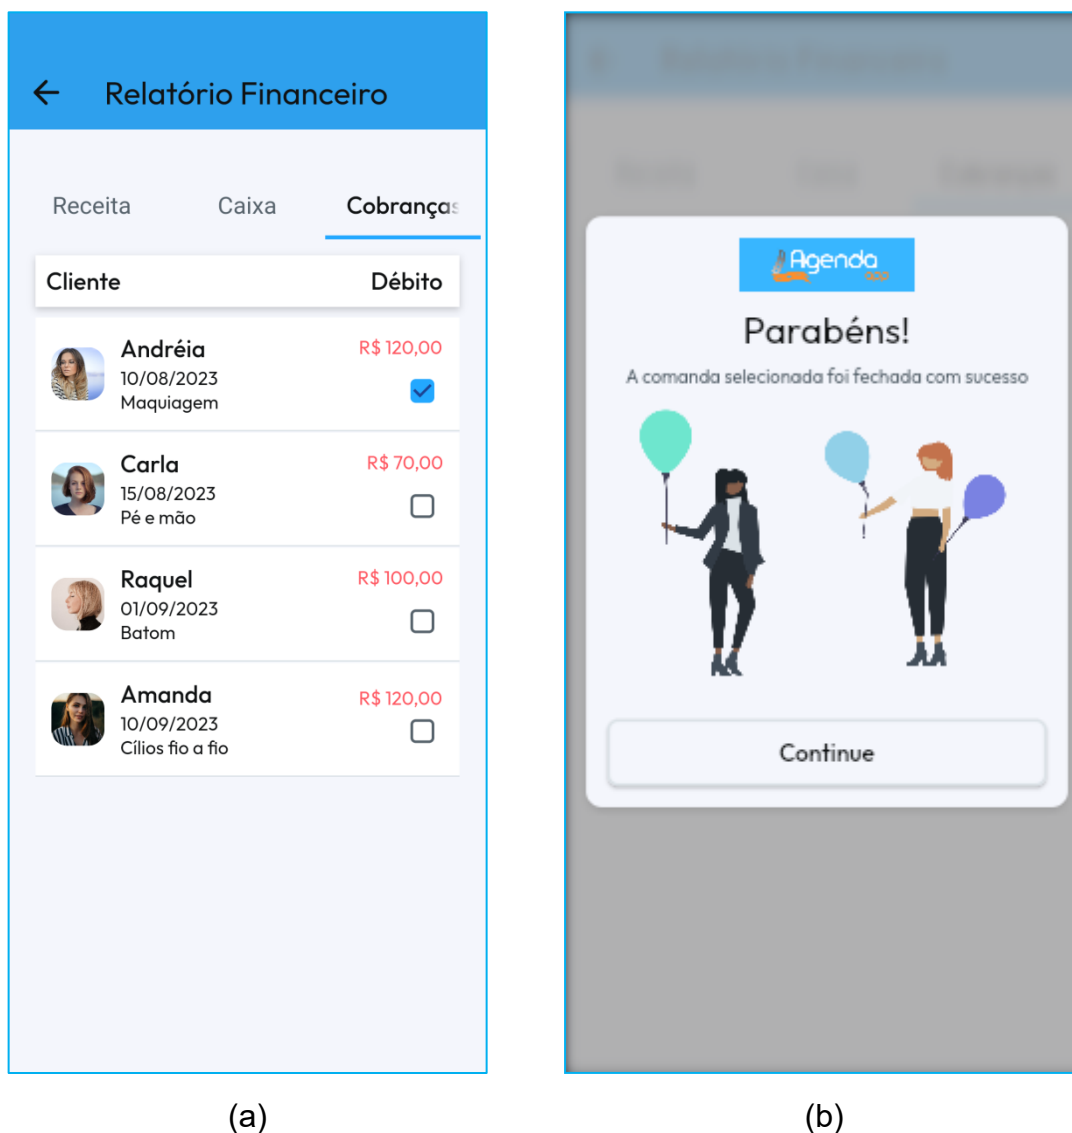 Relatório Financeiro
Receita Caixa Cobranças
Cliente Débito
Andréia R$ 120,00
10/08/2023
Maquiagem
Carla R$ 70,00
15/08/2023
Pé e mão
Raquel R$ 100,00
01/09/2023
Batom
Amanda R$ 120,00
10/09/2023
Cílios fio a fio
(a)
Agenda
app
Parabéns!
A comanda selecionada foi fechada com sucesso
Continue
(b)